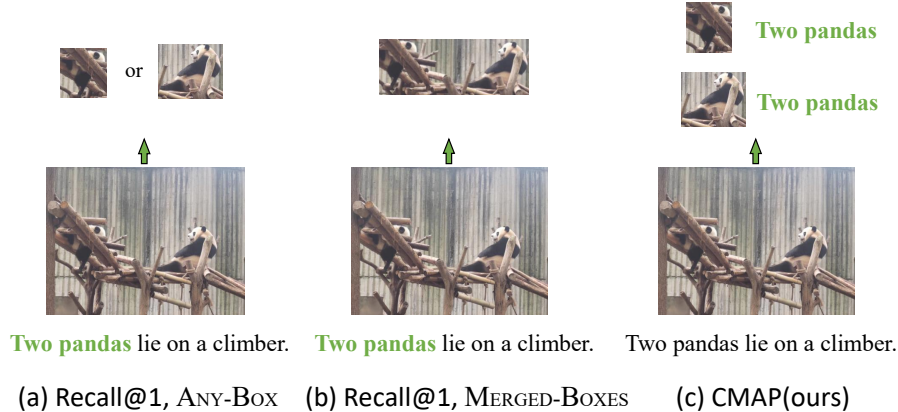 or
Two pandas
Two pandas
Two pandas lie on a climber.
Two pandas lie on a climber.
Two pandas lie on a climber.
(a) Recall@1, ANY-BOX
(b) Recall@1, MERGED-BOXES
(c) CMAP(ours)